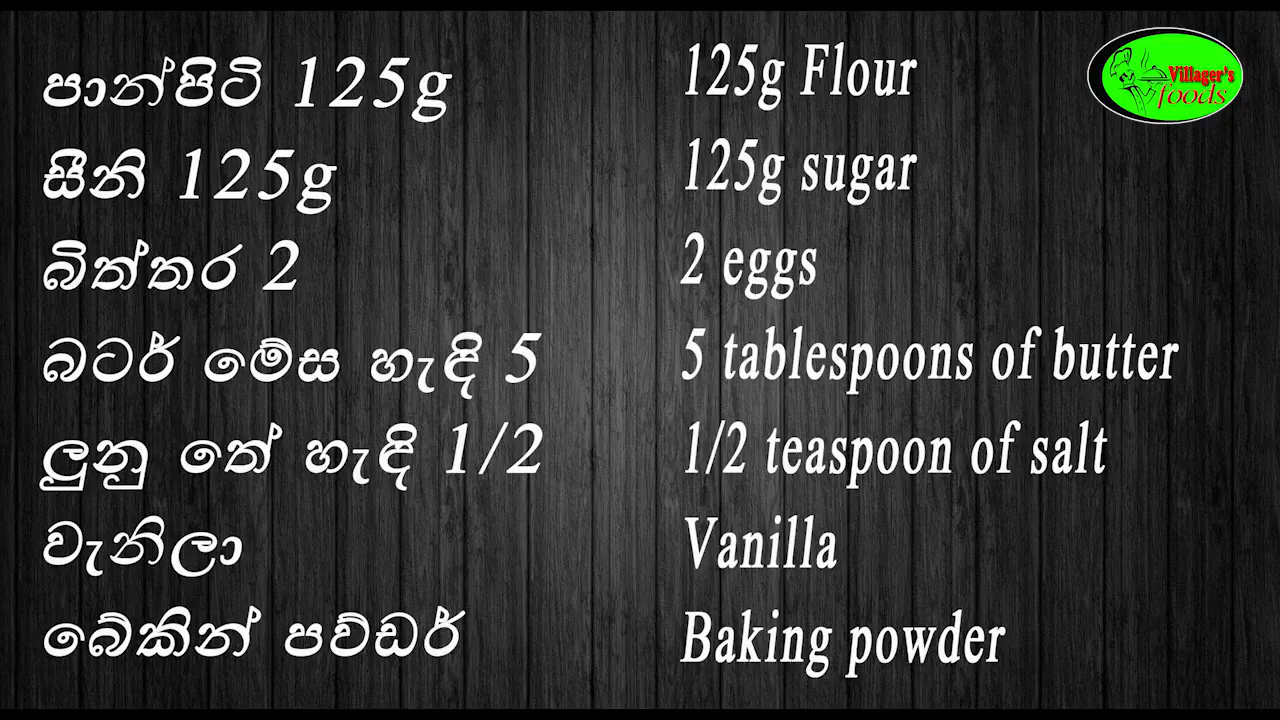 පාන්පිටි 125g
සීනි 125g
බිත්තර 2
බටර් මේස හැඳි 5
ලුනු තේ හැඳි 1/2
වැනිලා
බේකින් පව්ඩර්
125g Flour
125g sugar
2 eggs
5 tablespoons of butter
1/2 teaspoon of salt
Vanilla
Baking powder
Villager's
foods